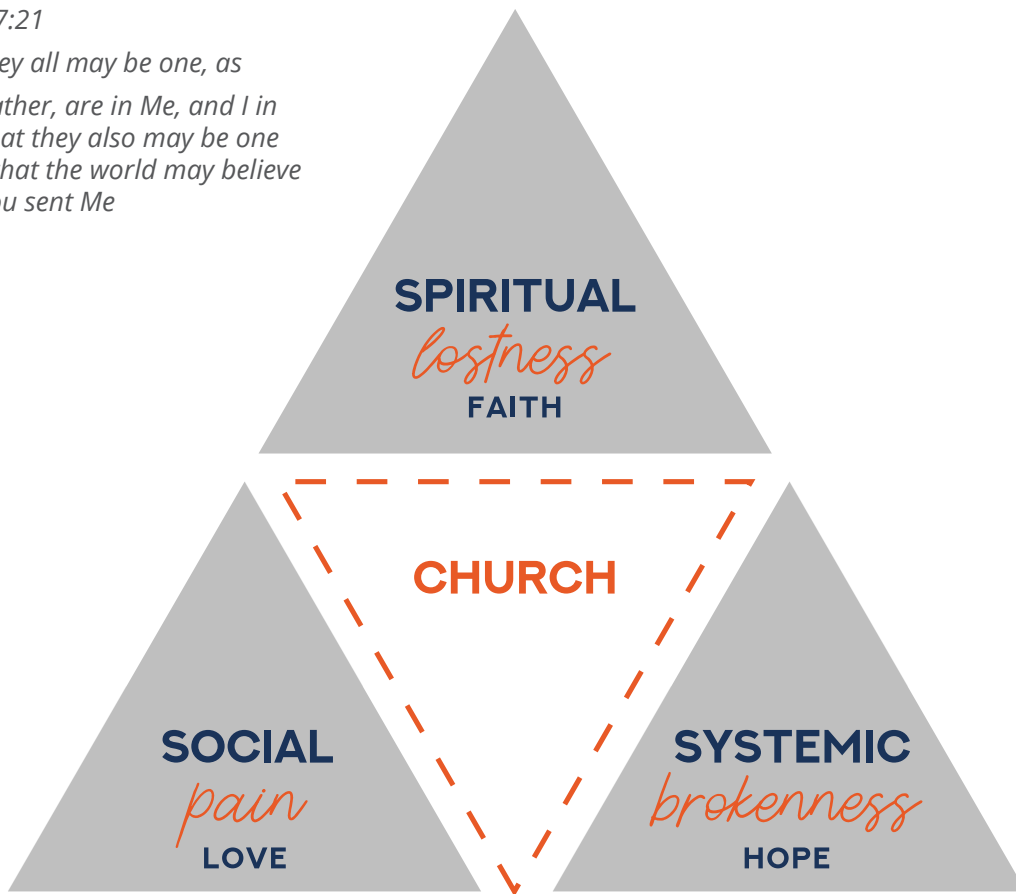 7:21
ey all may be one, as
ather, are in Me, and I in
at they also may be one
that the world may believe
ou sent Me
SPIRITUAL
lostness
FAITH
CHURCH
SOCIAL
pain
LOVE
SYSTEMIC
brokenness
HOPE